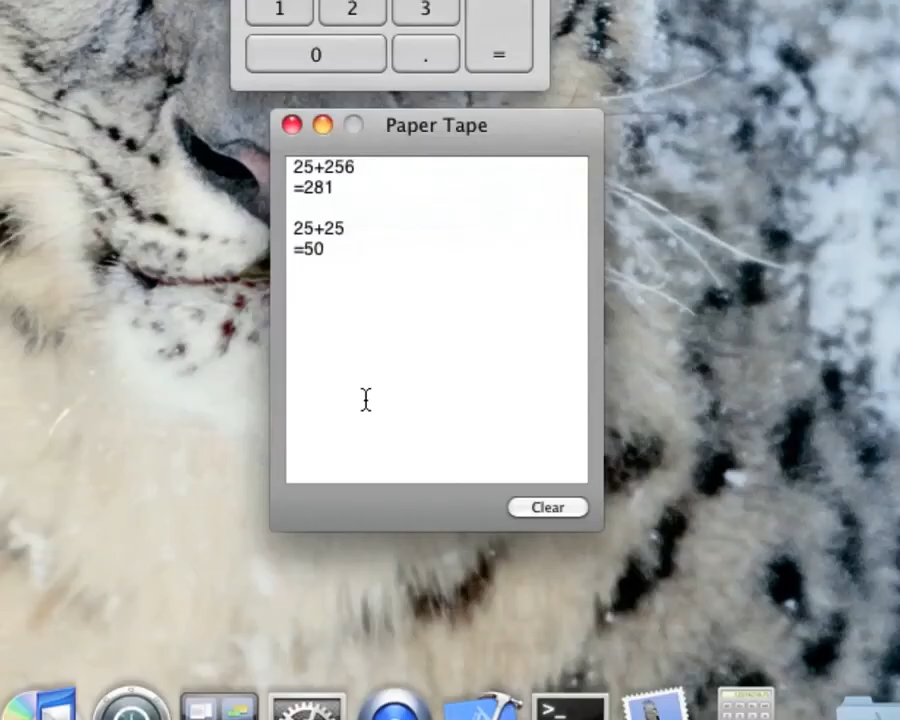 1 2 3
0 . =
Paper Tape
25+256
=281
25+25
=50
Clear
>_